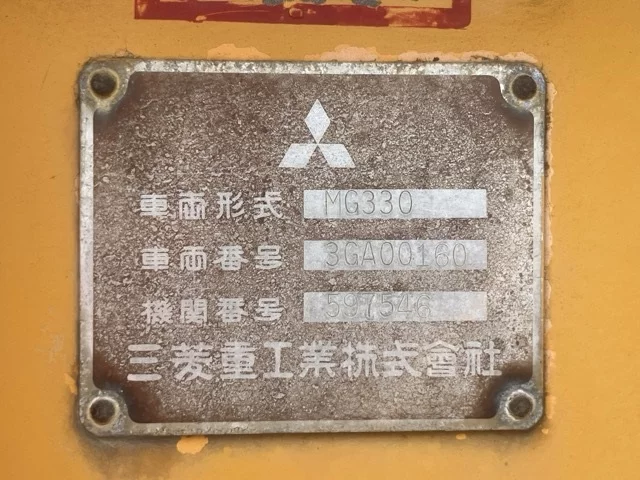 車両形式 MG330
車両番号 3GA00160
機関番号 597546
三菱重工業株式會社